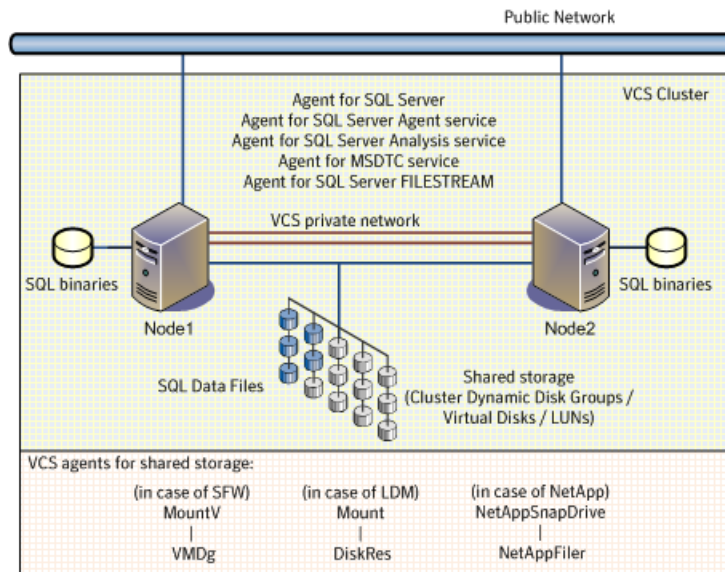 Public Network
VCS Cluster
Agent for SQL Server
Agent for SQL Server Agent service
Agent for SQL Server Analysis service
Agent for MSDTC service
Agent for SQL Server FILESTREAM
VCS private network
SQL binaries
SQL binaries
Node1
Node2
SQL Data Files
Shared storage
(Cluster Dynamic Disk Groups /
Virtual Disks / LUNs)
VCS agents for shared storage:
(in case of SFW)
MountV
VMDg
(in case of LDM)
Mount
DiskRes
(in case of NetApp)
NetAppSnapDrive
NetAppFiler